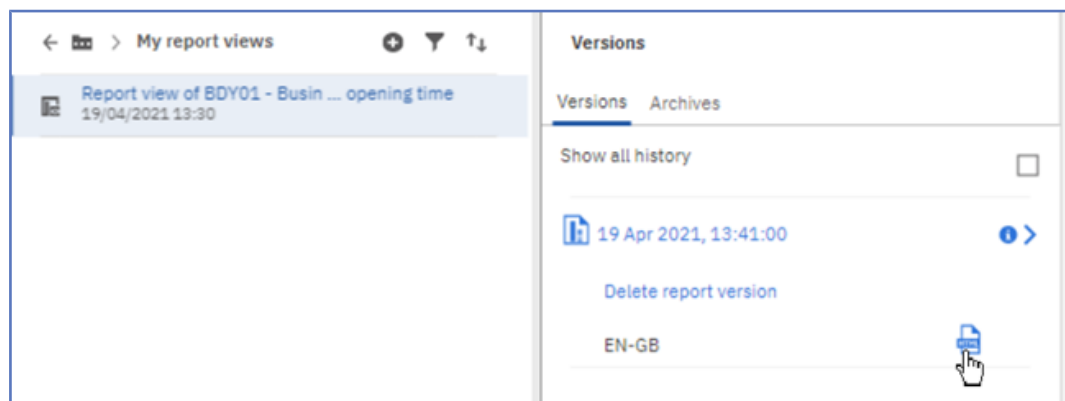 My report views
Report view of BDY01 - Busin ... opening time
19/04/2021 13:30
Versions
Versions Archives
Show all history
19 Apr 2021, 13:41:00
Delete report version
EN-GB
HTML